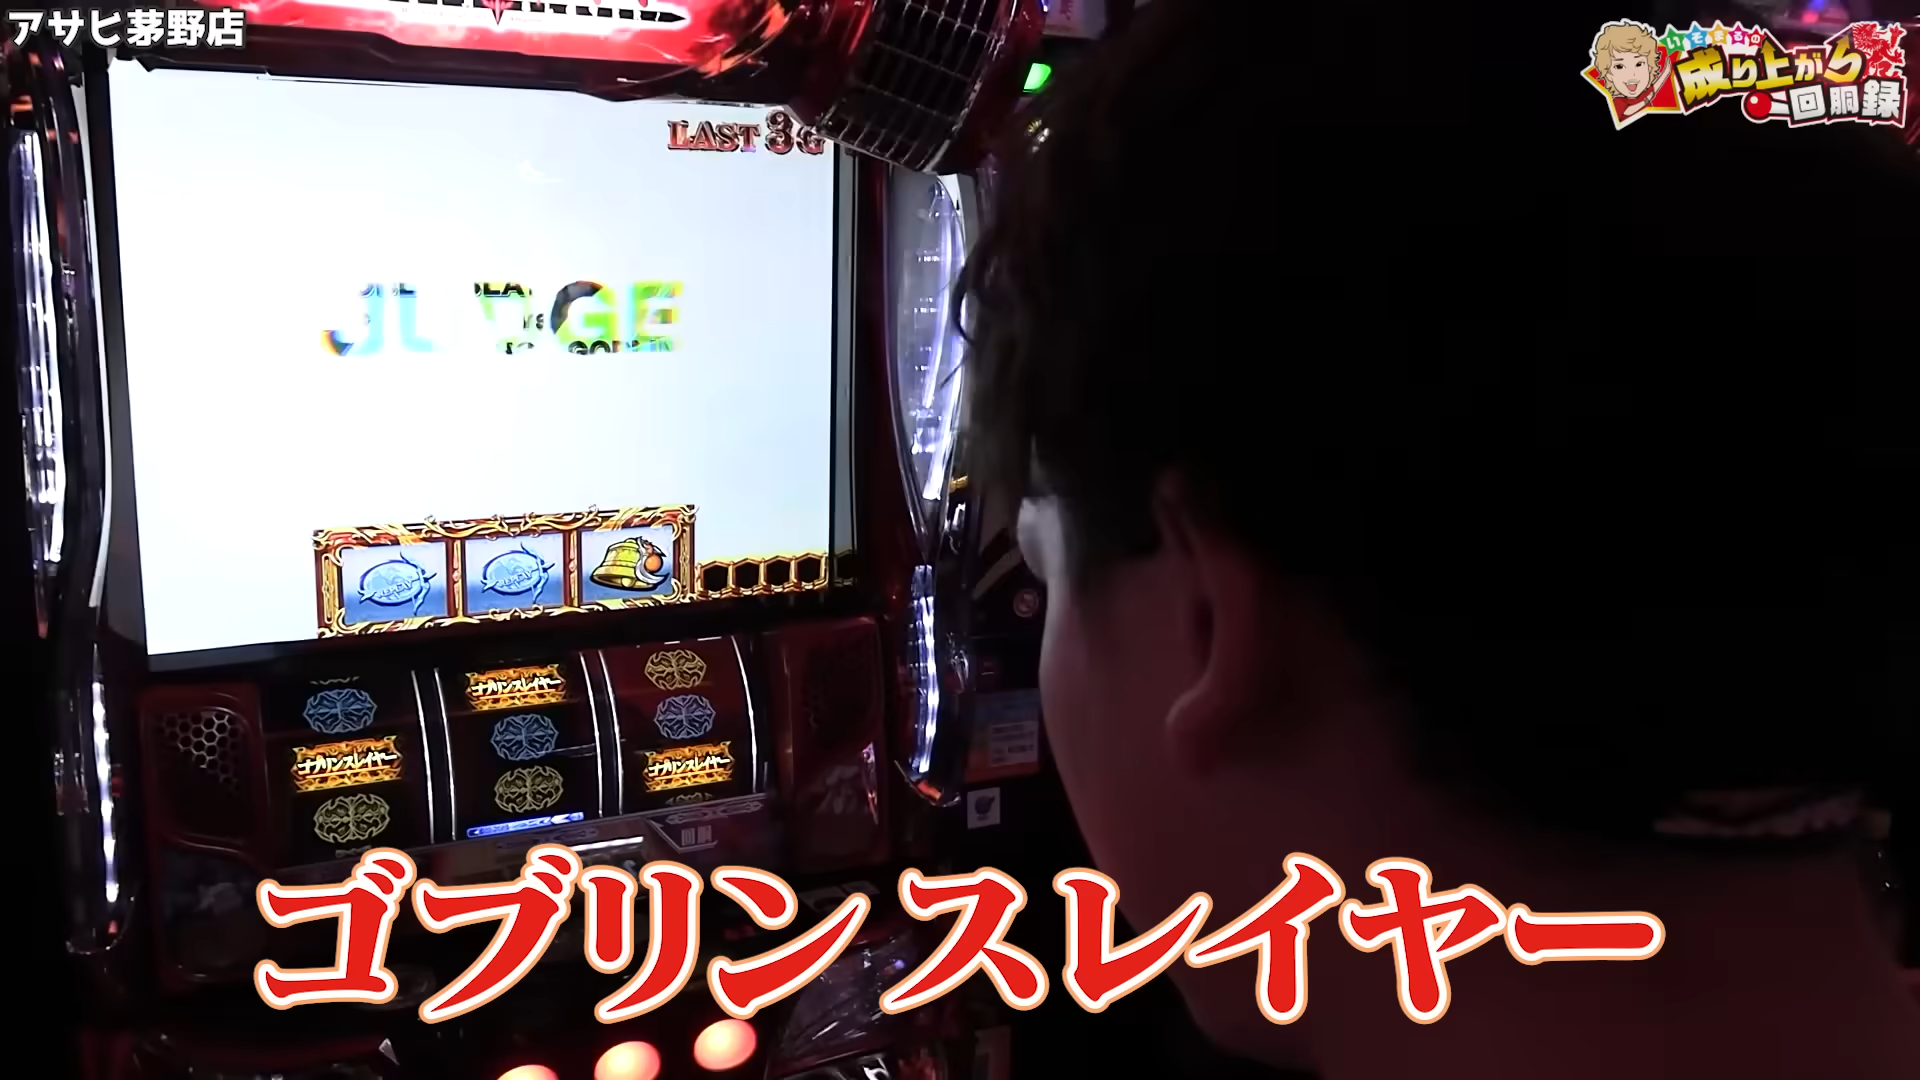 アサヒ茅野店
いそまるの
成り上がり
回胴録
LAST 3G
JUDGE
ゴブリンスレイヤー
ゴブリンスレイヤー
ゴブリンスレイヤー
回胴
ゴブリンスレイヤー